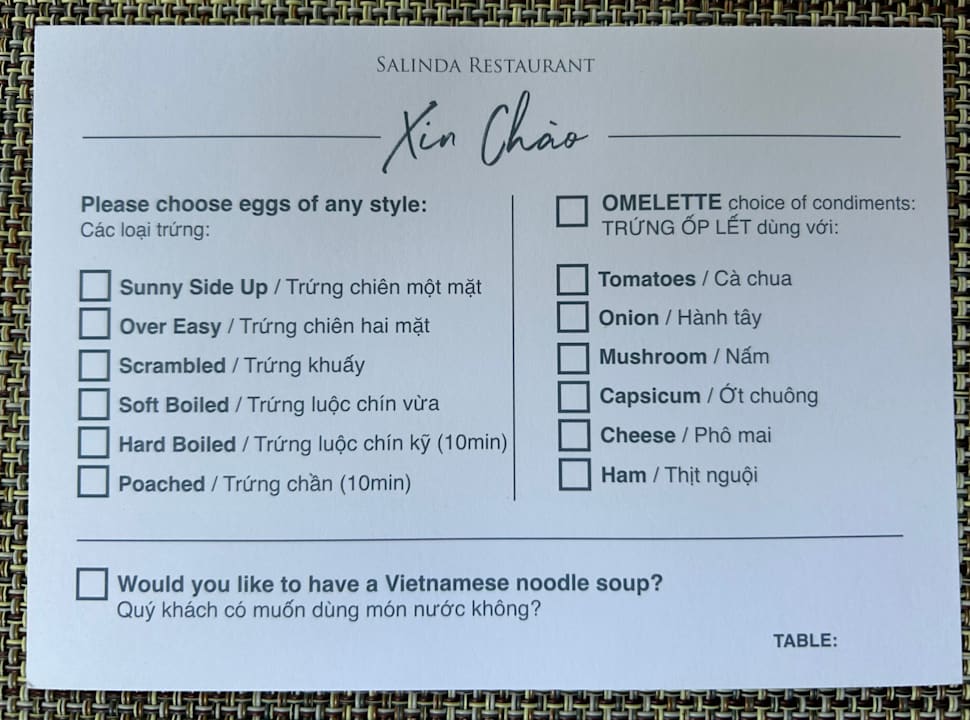 SALINDA RESTAURANT
Xin Chào
Please choose eggs of any style:
Các loại trứng:
Sunny Side Up / Trứng chiên một mặt
Over Easy / Trứng chiên hai mặt
Scrambled / Trứng khuấy
Soft Boiled / Trứng luộc chín vừa
Hard Boiled / Trứng luộc chín kỹ (10min)
Poached / Trứng chần (10min)
OMELETTE choice of condiments:
TRỨNG ỐP LẾT dùng với:
Tomatoes / Cà chua
Onion / Hành tây
Mushroom / Nấm
Capsicum / Ớt chuông
Cheese / Phô mai
Ham / Thịt nguội
Would you like to have a Vietnamese noodle soup?
Quý khách có muốn dùng món nước không?
TABLE: